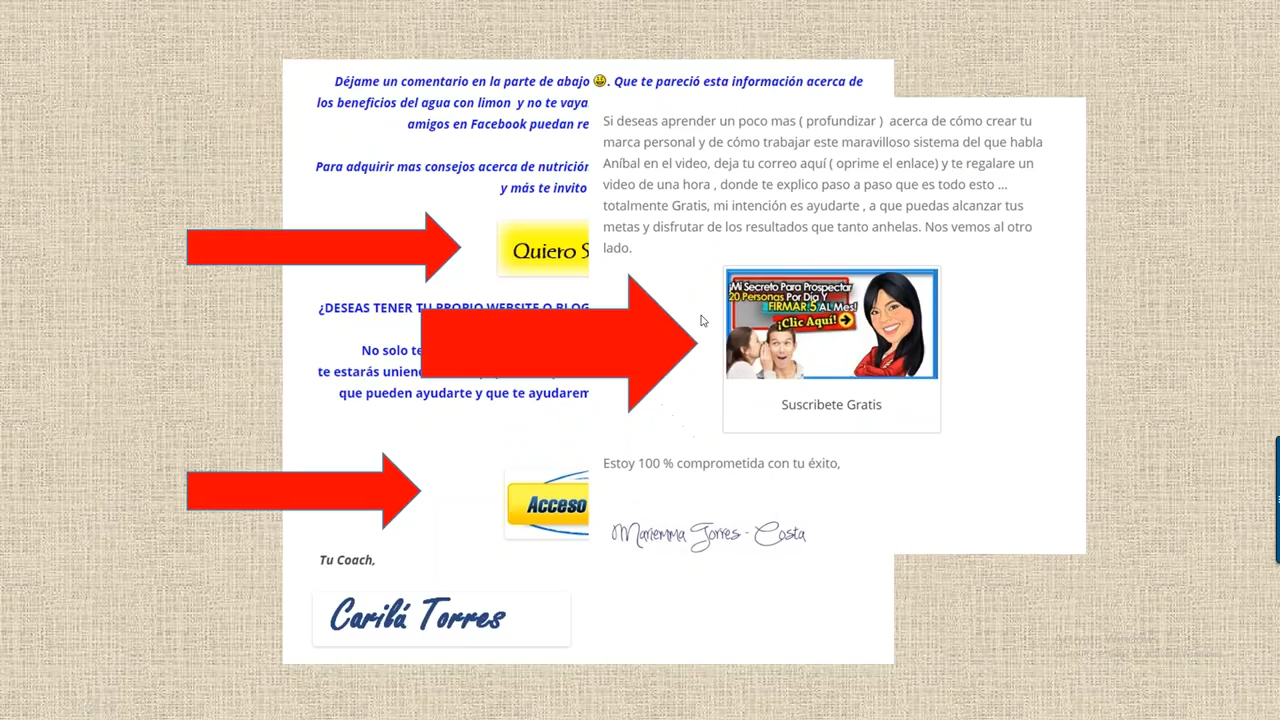 Déjame un comentario en la parte de abajo 😀. Que te pareció esta información acerca de
los beneficios del agua con limon y no te
amigos en Facebook puedan
Para adquirir mas consejos acerca de nutrición
y más te invito
Quiero
¿DESEAS TENER TU PROPIO WEBSITE O BLOG
No solo
te estarás
que pueden ayudarte y que te
Acceso
Tu Coach,
Carilú Torres
Si deseas aprender un poco mas ( profundizar ) acerca de cómo crear tu
marca personal y de cómo trabajar este maravilloso sistema del que habla
Aníbal en el video, deja tu correo aquí ( oprime el enlace) y te regalare un
video de una hora , donde te explico paso a paso que es todo esto ...
totalmente Gratis, mi intención es ayudarte , a que puedas alcanzar tus
metas y disfrutar de los resultados que tanto anhelas. Nos vemos al otro
lado.
¡Mi Secreto Para Prospectar
20 Personas Por Dia Y
FIRMAR 5 AL Mes!
¡Clic Aquí!
Suscribete Gratis
Estoy 100 % comprometida con tu éxito,
Mariemma Torres - Costa